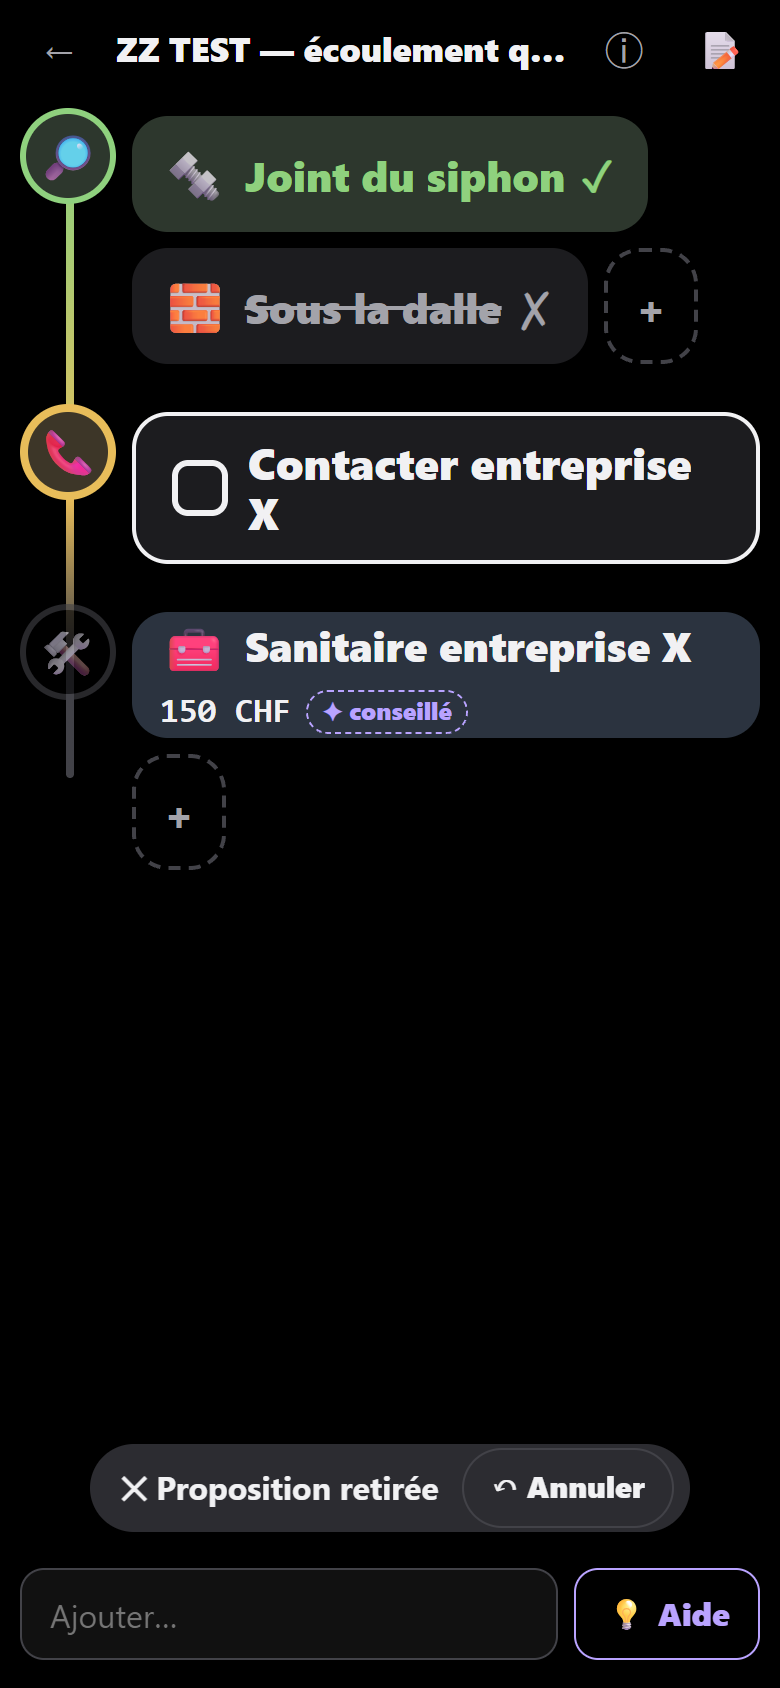 ← ZZ TEST — écoulement q... ⓘ
Joint du siphon ✓
Sous la dalle ✗
+
Contacter entreprise
X
Sanitaire entreprise X
150 CHF ✦ conseillé
+
✕ Proposition retirée ↶ Annuler
Ajouter... Aide